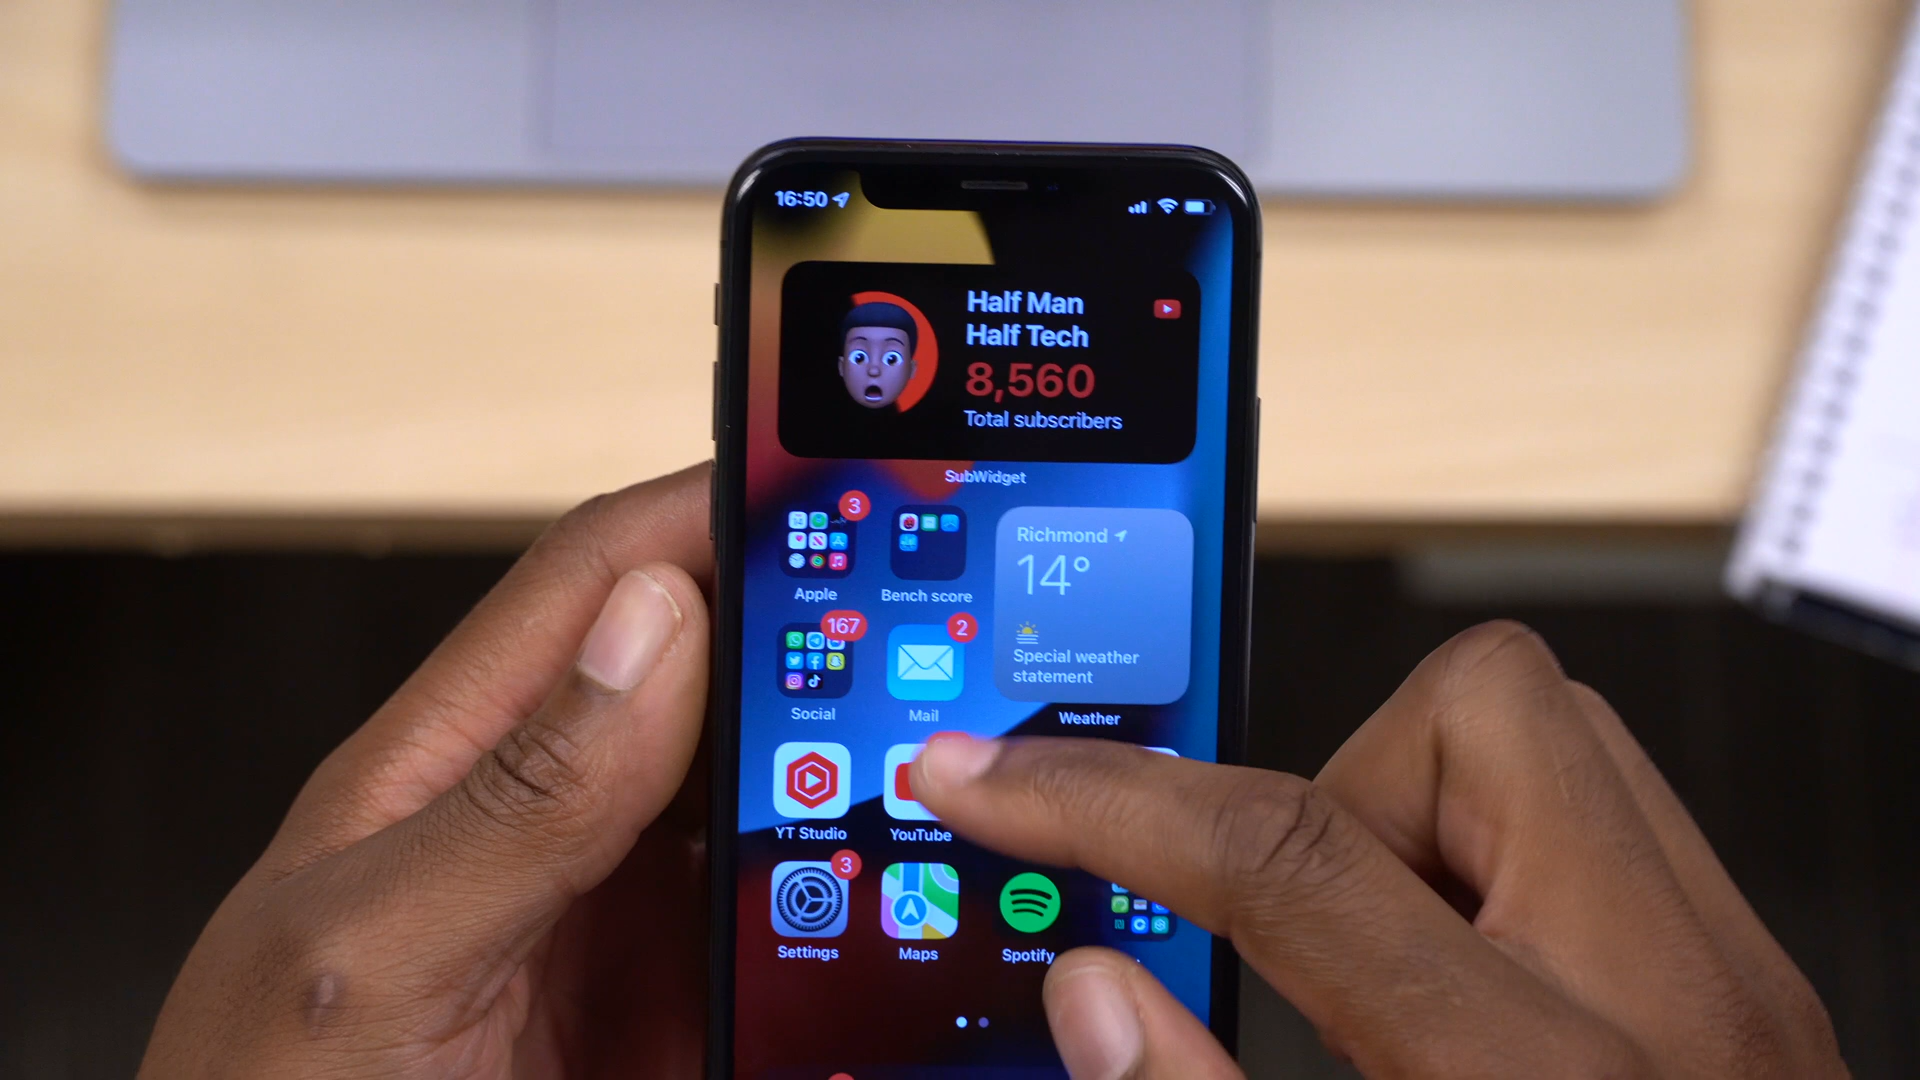 16:50
Half Man
Half Tech
8,560
Total subscribers
SubWidget
3
Apple
Bench score
Richmond
14°
Special weather
statement
Weather
167
Social
2
Mail
YT Studio
YouTube
3
Settings
Maps
Spotify